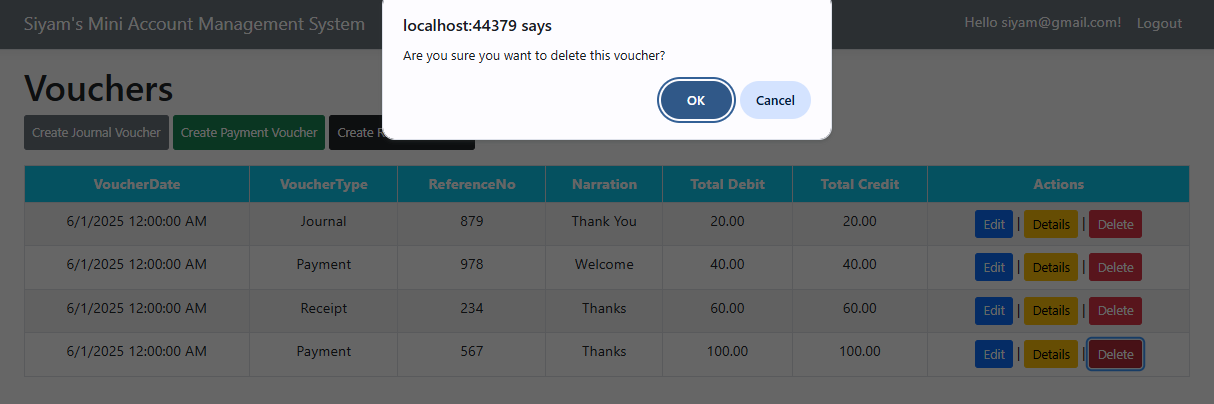 Siyam's Mini Account Management System
Hello siyam@gmail.com! Logout
localhost:44379 says
Are you sure you want to delete this voucher?
OK Cancel
Vouchers
Create Journal Voucher Create Payment Voucher Create
VoucherDate VoucherType ReferenceNo Narration Total Debit Total Credit Actions
6/1/2025 12:00:00 AM Journal 879 Thank You 20.00 20.00 Edit | Details | Delete
6/1/2025 12:00:00 AM Payment 978 Welcome 40.00 40.00 Edit | Details | Delete
6/1/2025 12:00:00 AM Receipt 234 Thanks 60.00 60.00 Edit | Details | Delete
6/1/2025 12:00:00 AM Payment 567 Thanks 100.00 100.00 Edit | Details | Delete